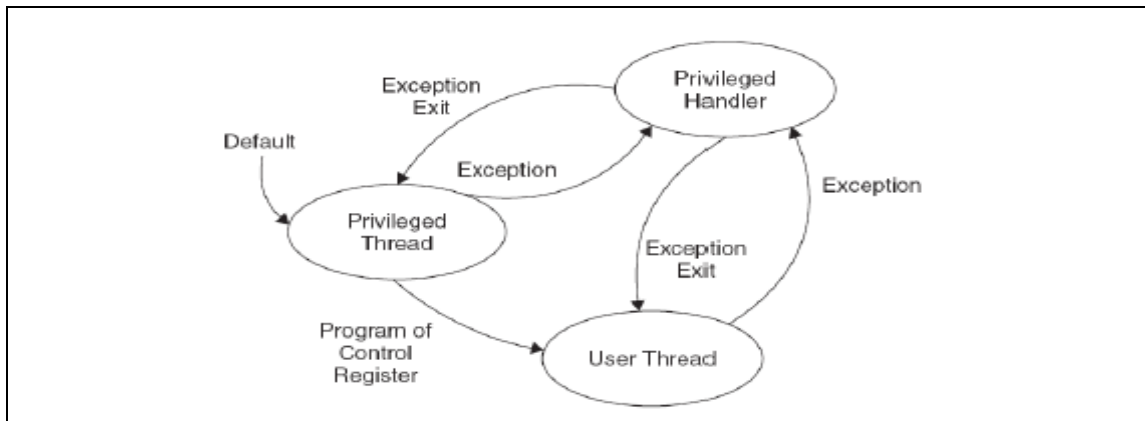 Privileged
Handler
Exception
Exit
Default
Exception
Exception
Privileged
Thread
Exception
Exit
Program of
Control
Register
User Thread